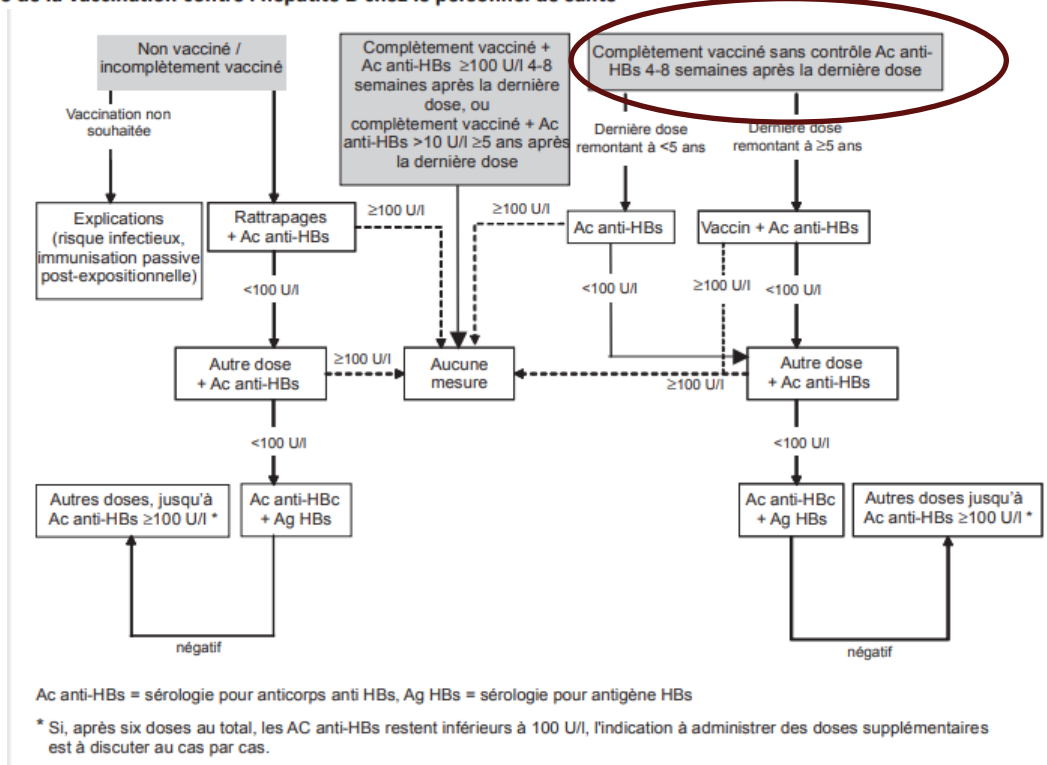 Non vacciné /
incomplètement vacciné
Complètement vacciné +
Ac anti-HBs ≥100 U/l 4-8
semaines après la dernière
dose, ou
complètement vacciné + Ac
anti-HBs >10 U/l ≥5 ans après
la dernière dose
Complètement vacciné sans contrôle Ac anti-
HBs 4-8 semaines après la dernière dose
Vaccination non
souhaitée
Dernière dose
remontant à <5 ans
Dernière dose
remontant à ≥5 ans
Explications
(risque infectieux,
immunisation passive
post-expositionnelle)
Rattrapages
+ Ac anti-HBs
≥100 U/l
≥100 U/l
Ac anti-HBs
Vaccin + Ac anti-HBs
<100 U/l
<100 U/l
≥100 U/l
<100 U/l
Autre dose
+ Ac anti-HBs
≥100 U/l
Aucune
mesure
≥100 U/l
Autre dose
+ Ac anti-HBs
<100 U/l
<100 U/l
Autres doses, jusqu'à
Ac anti-HBs ≥100 U/l *
Ac anti-HBc
+ Ag HBs
Ac anti-HBc
+ Ag HBs
Autres doses jusqu'à
Ac anti-HBs ≥100 U/l *
négatif
négatif
Ac anti-HBs = sérologie pour anticorps anti HBs, Ag HBs = sérologie pour antigène HBs
* Si, après six doses au total, les AC anti-HBs restent inférieurs à 100 U/l, l'indication à administrer des doses supplémentaires
est à discuter au cas par cas.